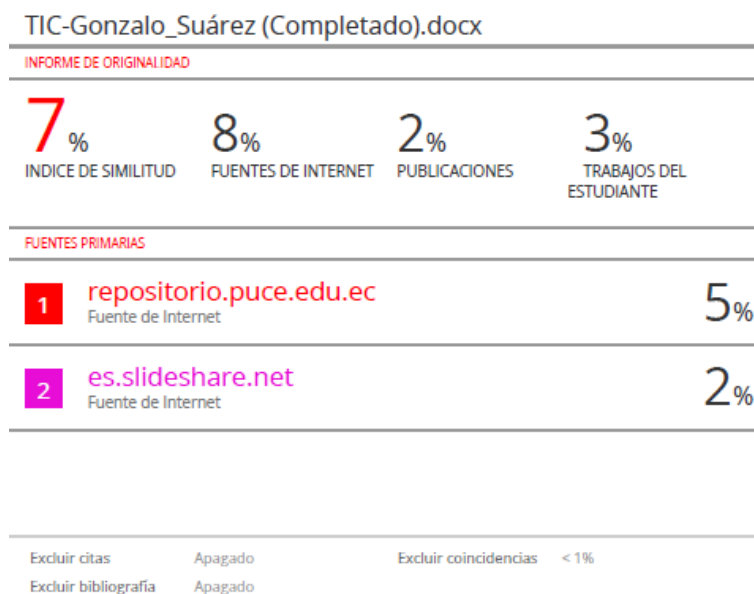 TIC-Gonzalo_Suárez (Completado).docx
INFORME DE ORIGINALIDAD
7% 8% 2% 3%
INDICE DE SIMILITUD FUENTES DE INTERNET PUBLICACIONES TRABAJOS DEL
ESTUDIANTE
FUENTES PRIMARIAS
1 repositorio.puce.edu.ec 5%
Fuente de Internet
2 es.slideshare.net 2%
Fuente de Internet
Excluir citas Apagado Excluir coincidencias < 1%
Excluir bibliografía Apagado